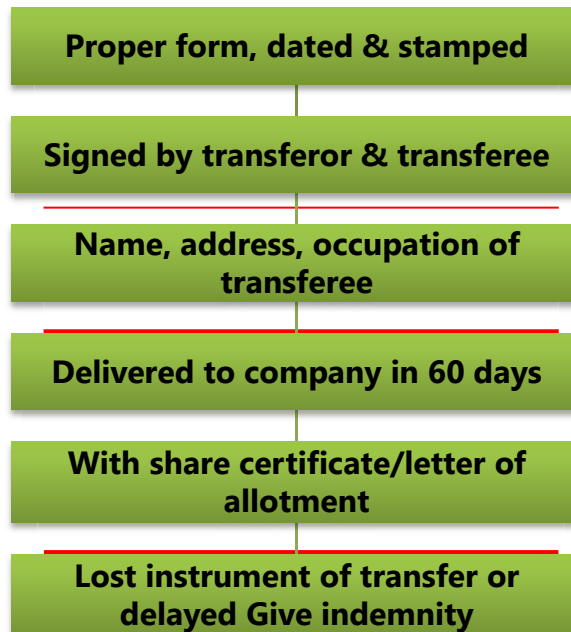 Proper form, dated & stamped
Signed by transferor & transferee
Name, address, occupation of
transferee
Delivered to company in 60 days
With share certificate/letter of
allotment
Lost instrument of transfer or
delayed Give indemnity